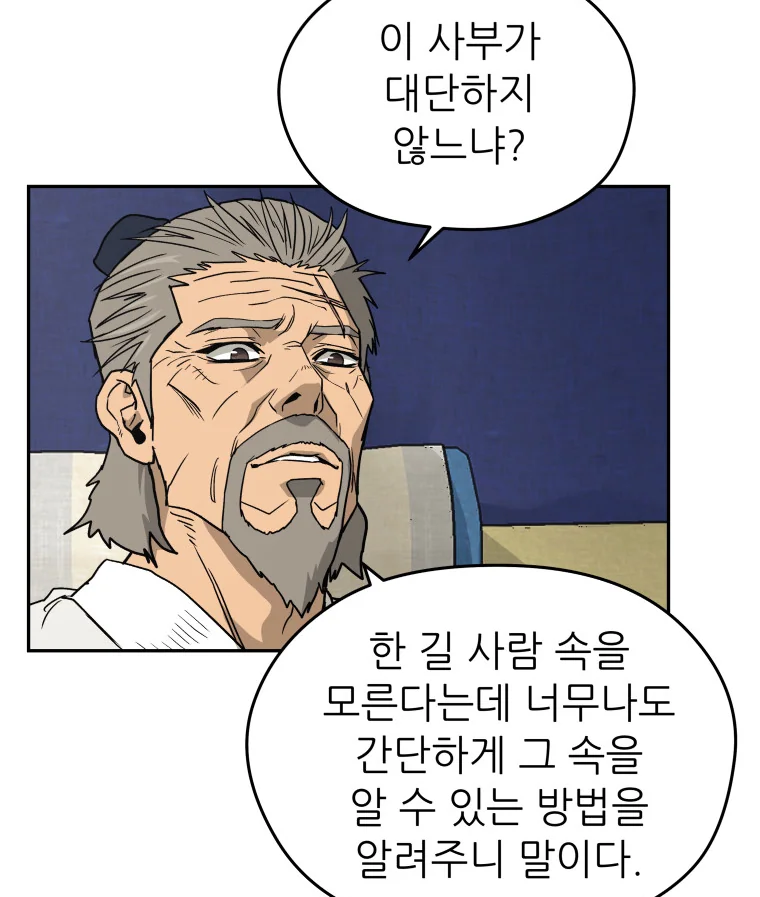 이 사부가
대단하지
않느냐?
한 길 사람 속을
모른다는데 너무나도
간단하게 그 속을
알 수 있는 방법을
알려주니 말이다.